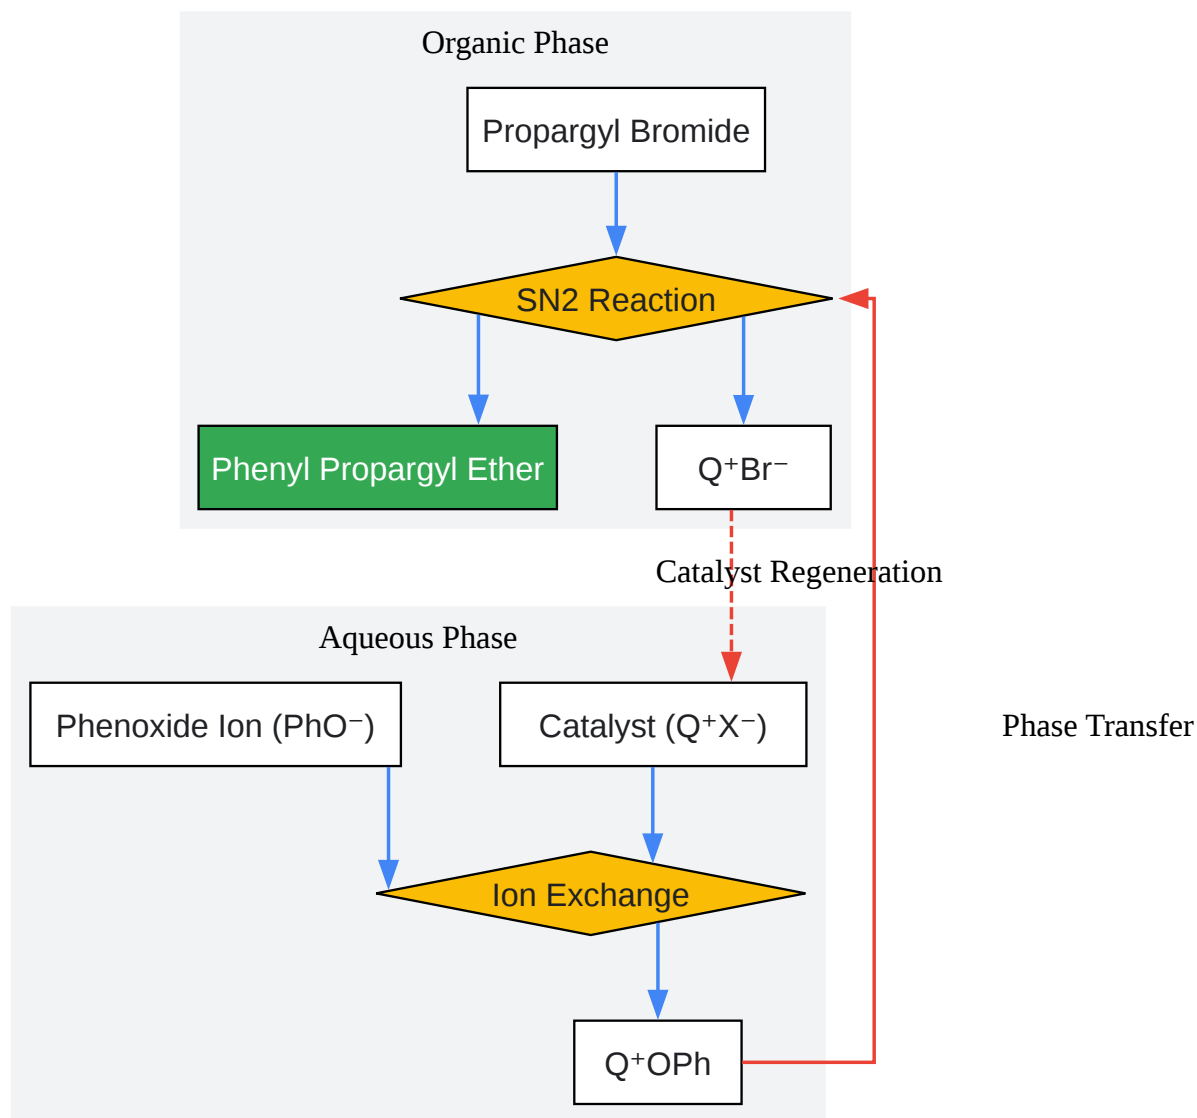 Organic Phase
Propargyl Bromide
SN2 Reaction
Phenyl Propargyl Ether
Q⁺Br⁻
Catalyst Regeneration
Aqueous Phase
Phenoxide Ion (PhO⁻)
Catalyst (Q⁺X⁻)
Phase Transfer
Ion Exchange
Q⁺OPh